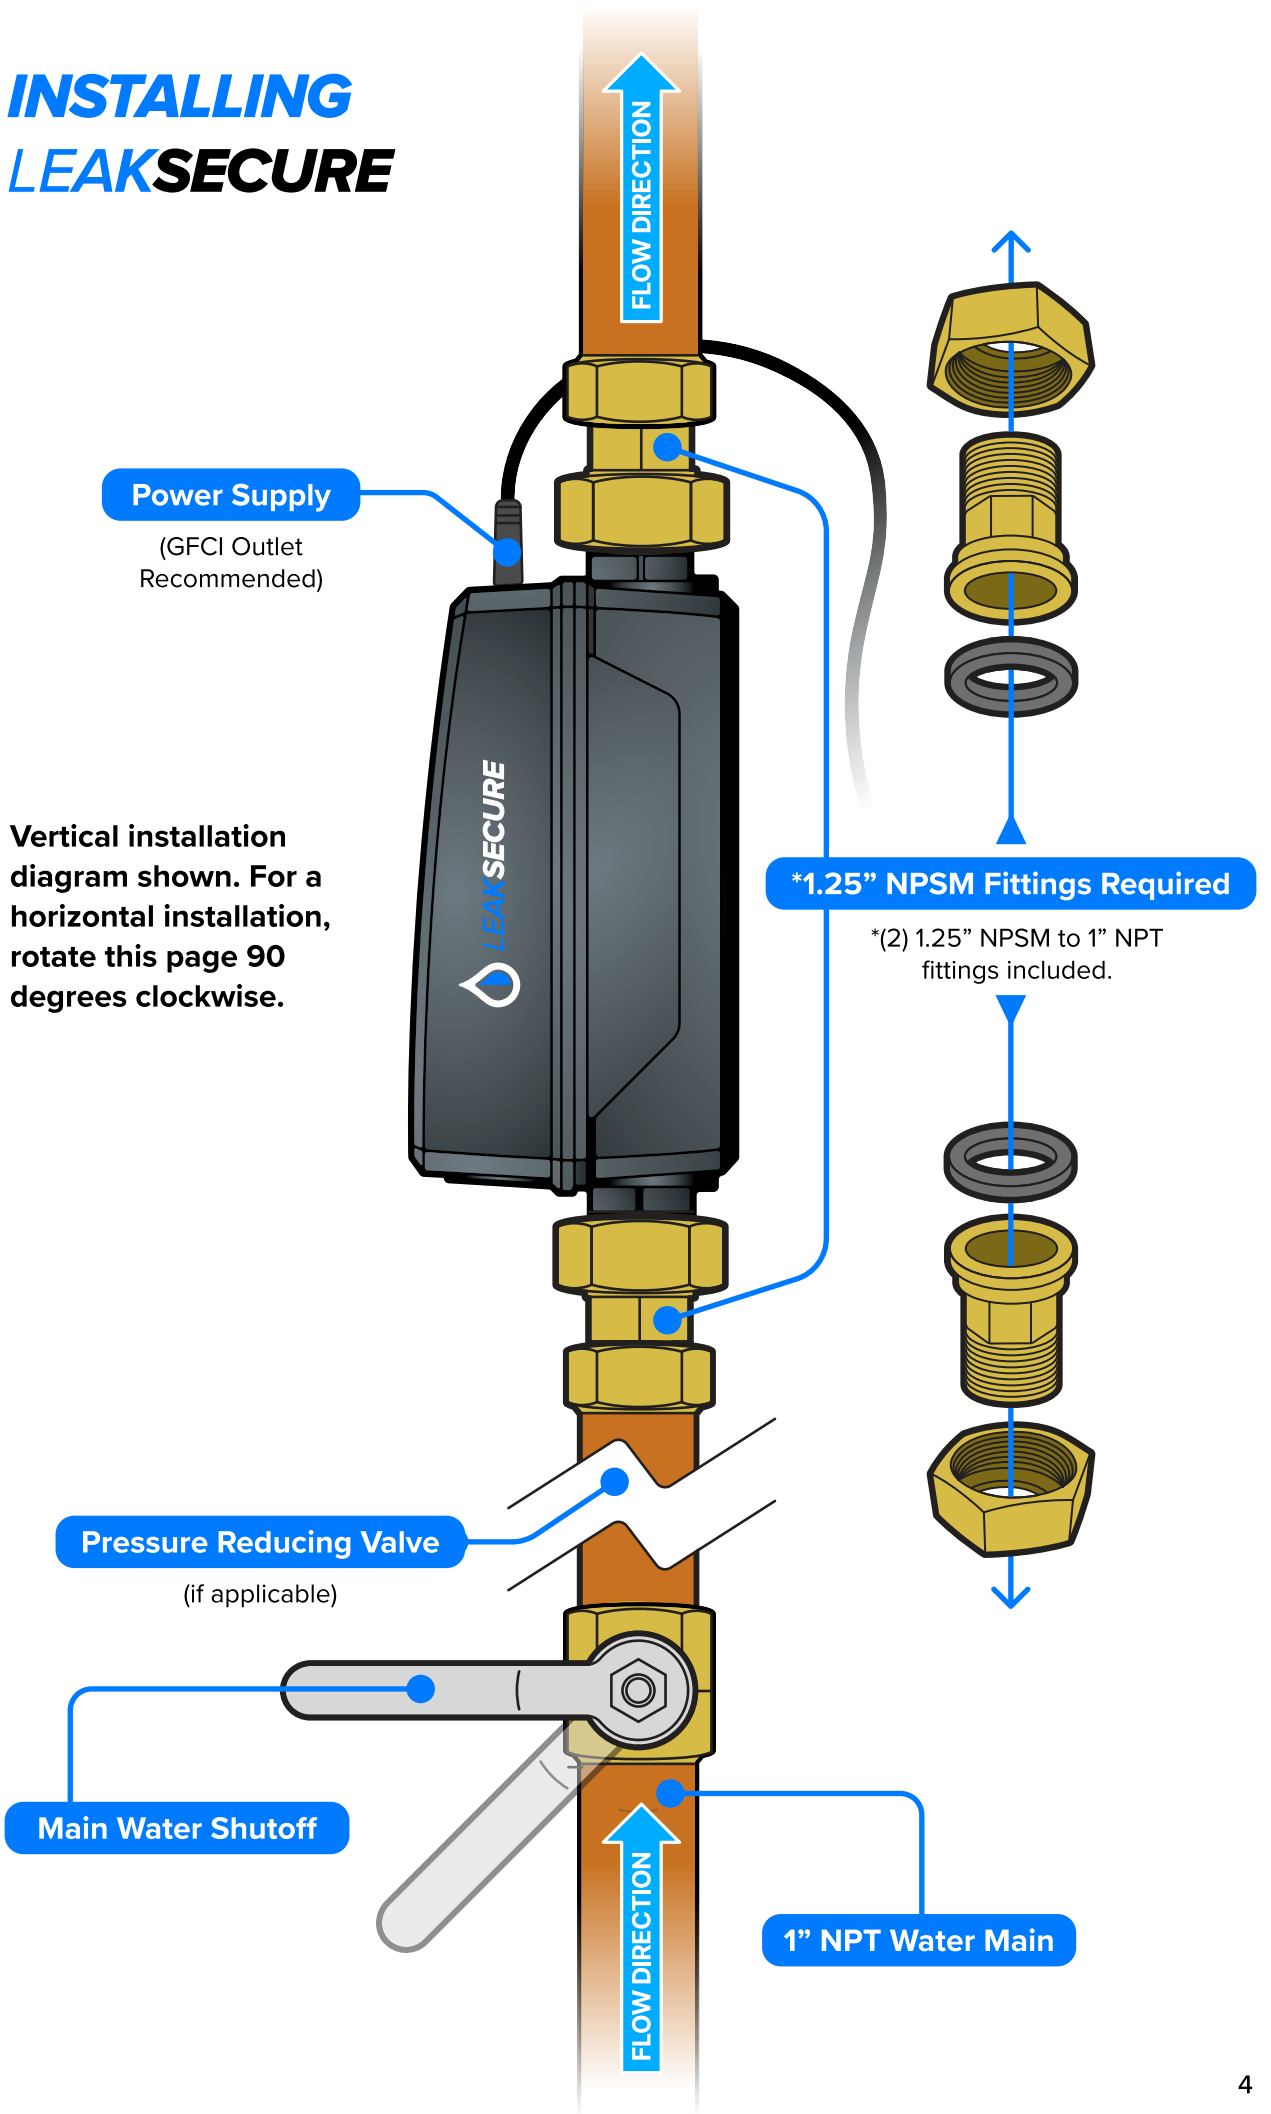 INSTALLING
LEAKSECURE
FLOW DIRECTION
Power Supply
(GFCI Outlet
Recommended)
LEAKSECURE
Vertical installation
diagram shown. For a
horizontal installation,
rotate this page 90
degrees clockwise.
*1.25” NPSM Fittings Required
*(2) 1.25” NPSM to 1” NPT
fittings included.
Pressure Reducing Valve
(if applicable)
Main Water Shutoff
FLOW DIRECTION
1” NPT Water Main
4